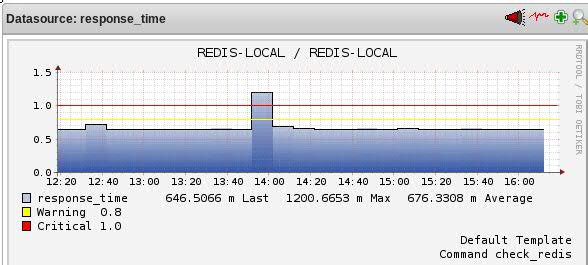 Datasource: response_time
REDIS-LOCAL / REDIS-LOCAL
RRDTOOL / TOBI OETIKER
1.5
1.0
0.5
0.0
12:20 12:40 13:00 13:20 13:40 14:00 14:20 14:40 15:00 15:20 15:40 16:00
response_time 646.5066 m Last 1200.6653 m Max 676.3308 m Average
Warning 0.8
Critical 1.0
Default Template
Command check_redis